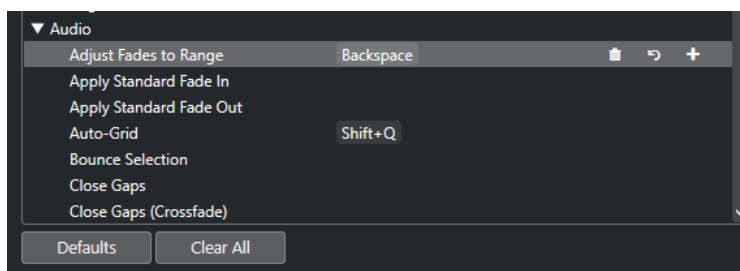 Audio
Adjust Fades to Range Backspace
Apply Standard Fade In
Apply Standard Fade Out
Auto-Grid Shift+Q
Bounce Selection
Close Gaps
Close Gaps (Crossfade)
Defaults Clear All